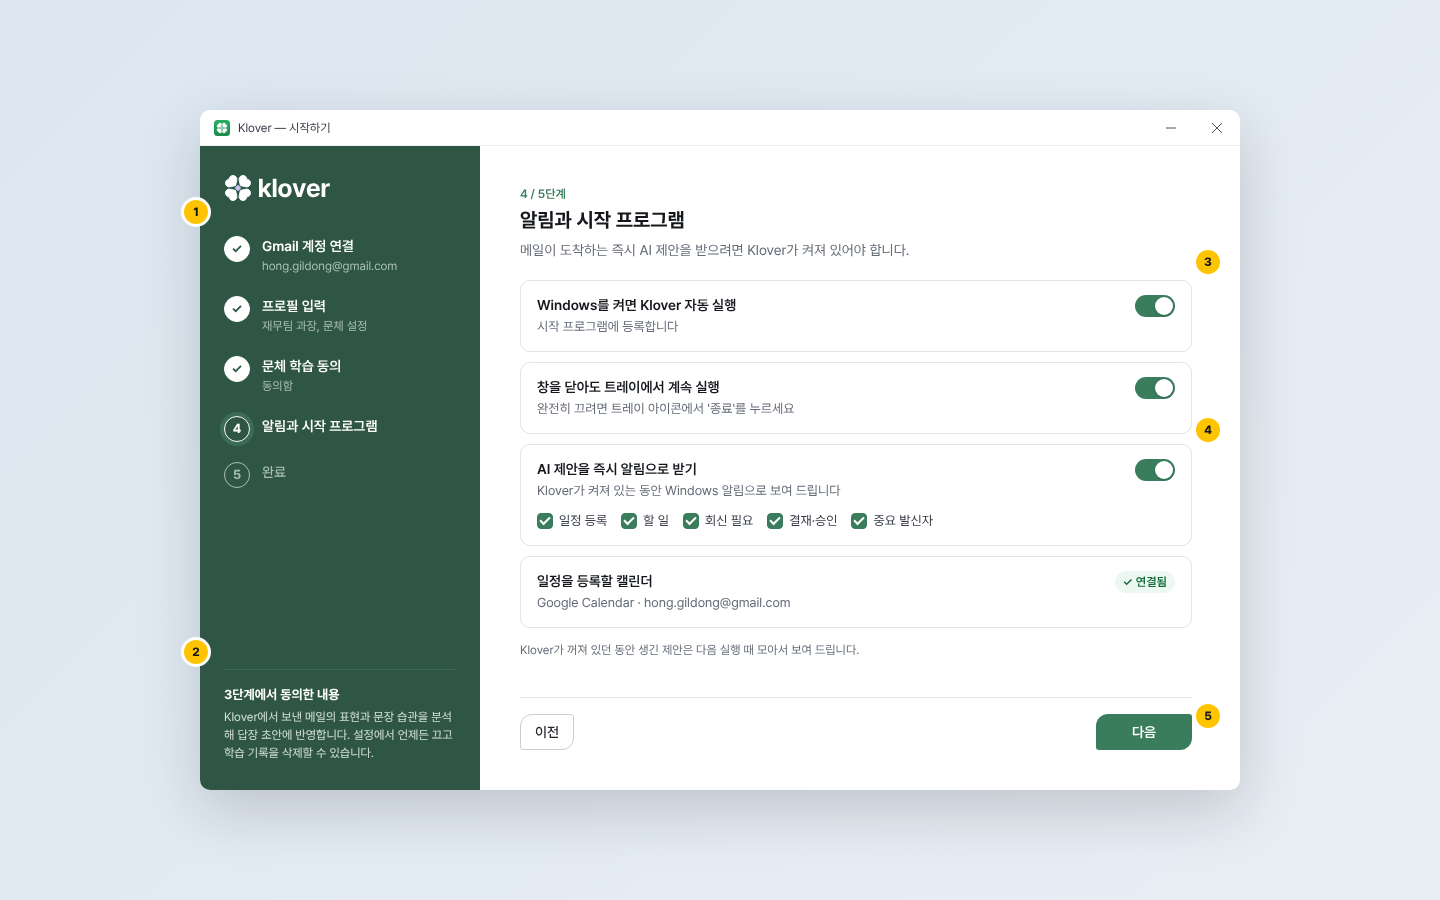 Klover — 시작하기
klover
1
Gmail 계정 연결
hong.gildong@gmail.com
프로필 입력
재무팀 과장, 문체 설정
문체 학습 동의
동의함
4
알림과 시작 프로그램
5
완료
2
3단계에서 동의한 내용
Klover에서 보낸 메일의 표현과 문장 습관을 분석
해 답장 초안에 반영합니다. 설정에서 언제든 끄고
학습 기록을 삭제할 수 있습니다.
4 / 5단계
알림과 시작 프로그램
메일이 도착하는 즉시 AI 제안을 받으려면 Klover가 켜져 있어야 합니다.
3
Windows를 켜면 Klover 자동 실행
시작 프로그램에 등록합니다
창을 닫아도 트레이에서 계속 실행
완전히 끄려면 트레이 아이콘에서 '종료'를 누르세요
4
AI 제안을 즉시 알림으로 받기
Klover가 켜져 있는 동안 Windows 알림으로 보여 드립니다
일정 등록 할 일 회신 필요 결재·승인 중요 발신자
일정을 등록할 캘린더
연결됨
Google Calendar · hong.gildong@gmail.com
Klover가 꺼져 있던 동안 생긴 제안은 다음 실행 때 모아서 보여 드립니다.
이전
다음
5